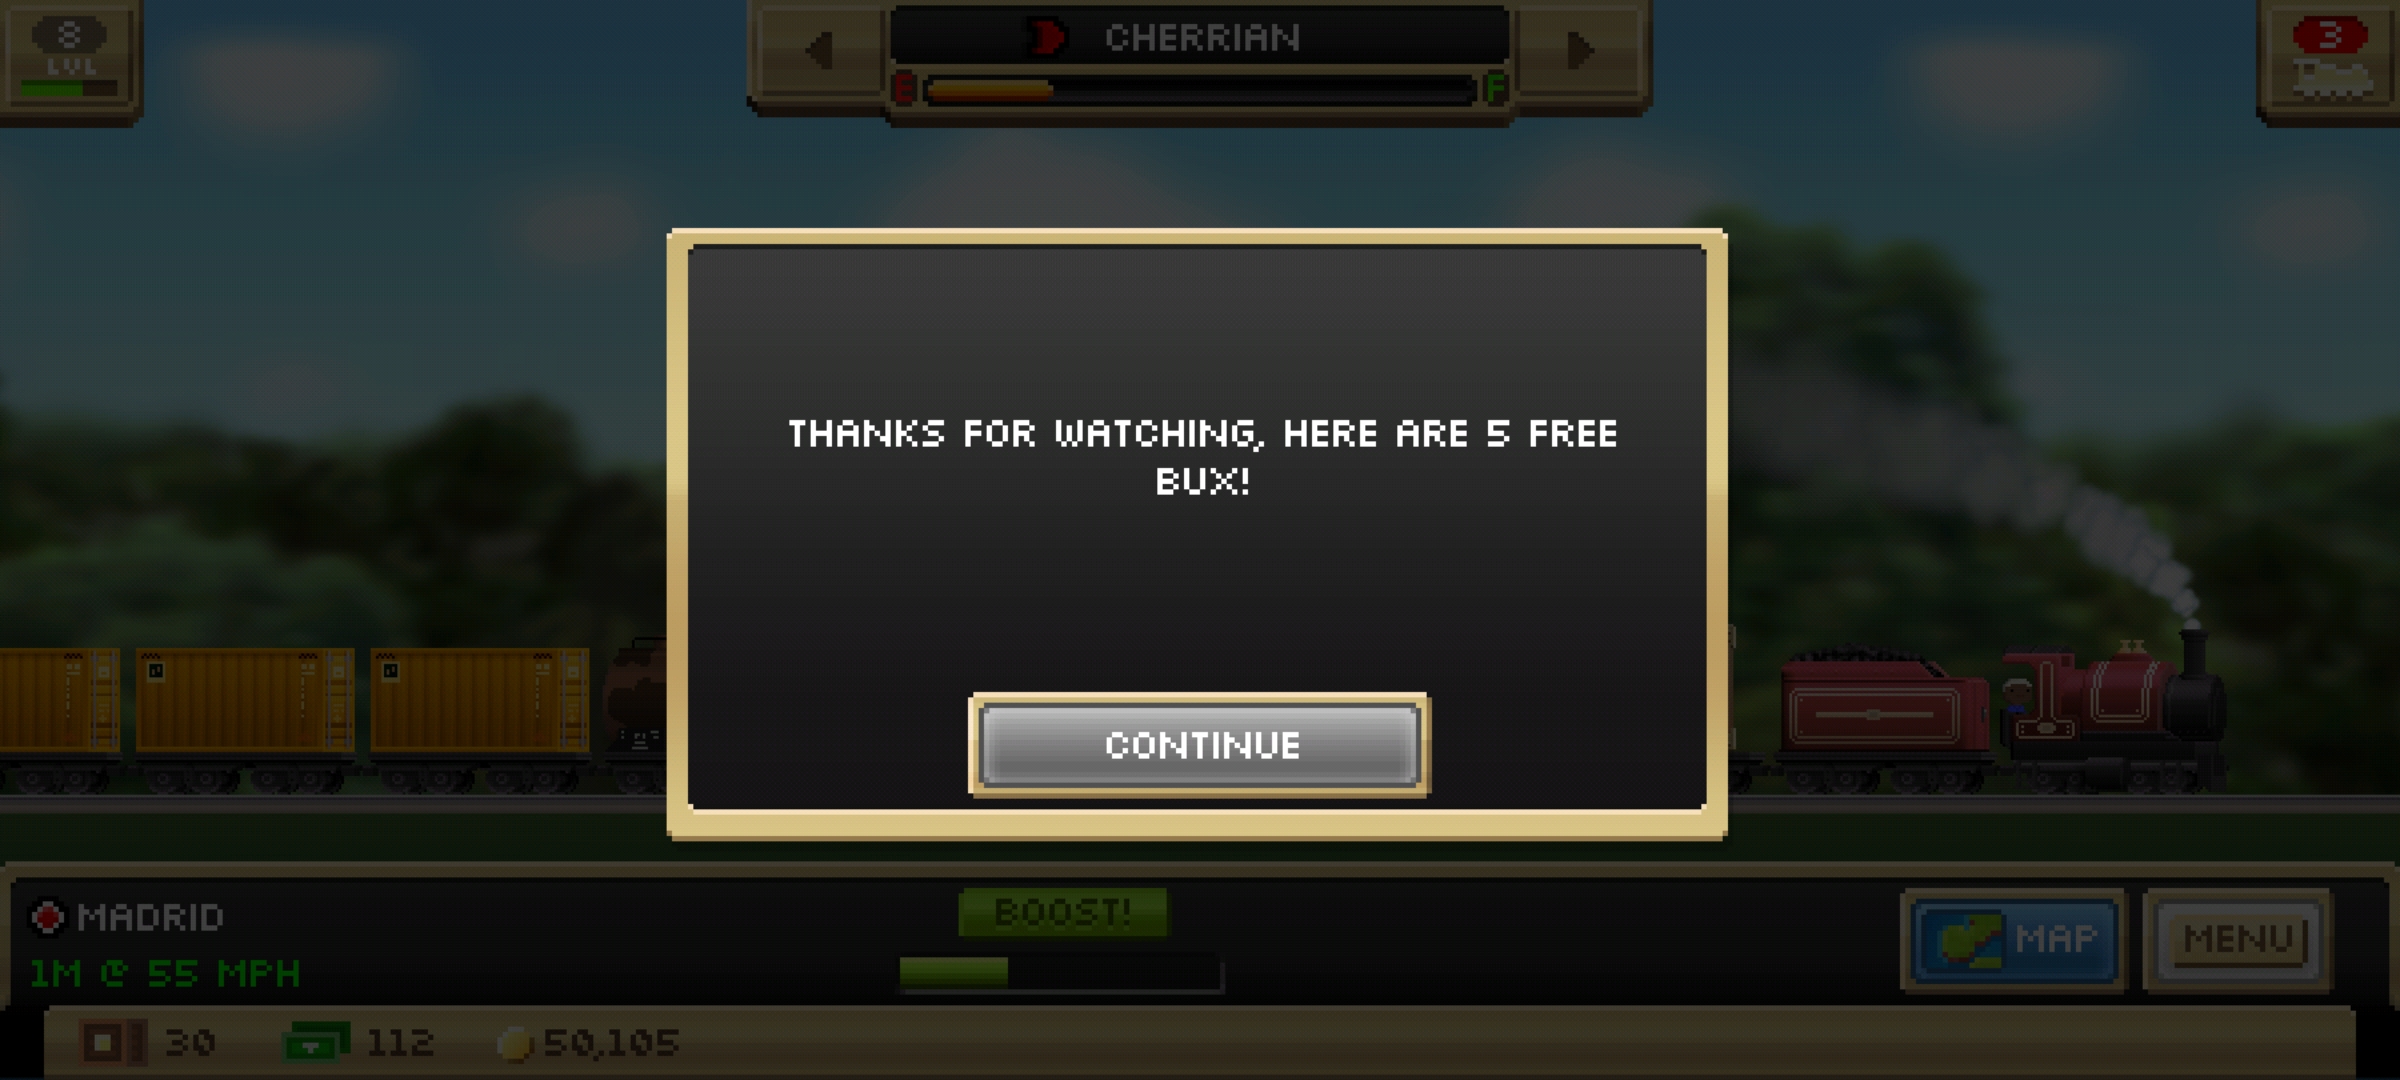 8
LVL
CHERRIAN
E
F
3
THANKS FOR WATCHING, HERE ARE 5 FREE
BUX!
CONTINUE
MADRID
1M @ 55 MPH
BOOST!
MAP
MENU
30
112
50,105